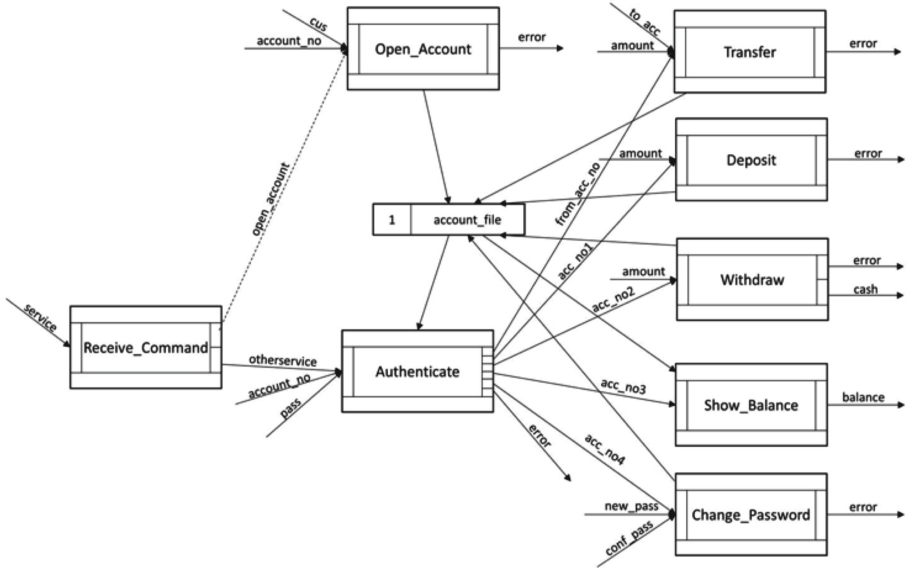 cus
account_no
Open_Account
error
to_acc
amount
Transfer
error
open_account
from_acc_no
amount
Deposit
error
1
account_file
acc_no1
amount
acc_no2
Withdraw
error
cash
service
Receive_Command
otherservice
account_no
pass
Authenticate
acc_no3
Show_Balance
balance
error
acc_no4
new_pass
conf_pass
Change_Password
error